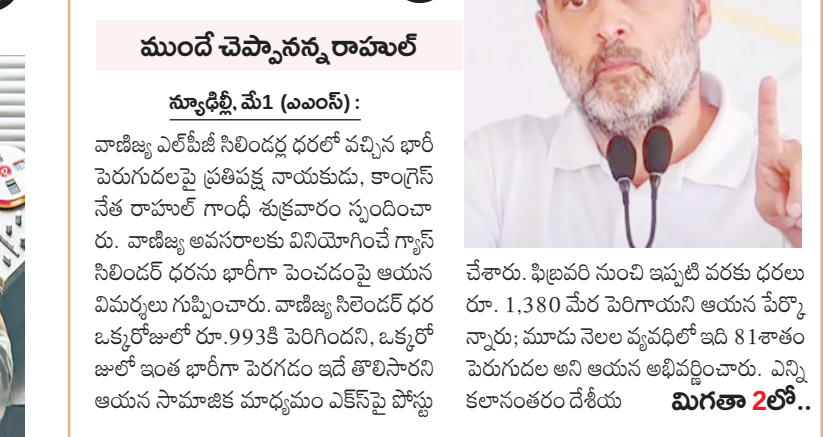 ముందే చెప్పానన్న రాహుల్
న్యూఢిల్లీ, మే1 (ఎఎంస్) :
వాణిజ్య ఎల్‌పీజీ సిలిండర్ల ధరలో వచ్చిన భారీ
పెరుగుదలపై ప్రతిపక్ష నాయకుడు, కాంగ్రెస్
నేత రాహుల్ గాంధీ శుక్రవారం స్పందించా
రు. వాణిజ్య అవసరాలకు వినియోగించే గ్యాస్
సిలిండర్ ధరను భారీగా పెంచడంపై ఆయన
విమర్శలు గుప్పించారు. వాణిజ్య సిలెండర్ ధర
ఒక్కరోజులో రూ.993కి పెరిగిందని, ఒక్కరో
జులో ఇంత భారీగా పెరగడం ఇదే తొలిసారని
ఆయన సామాజిక మాధ్యమం ఎక్స్‌పై పోస్టు
చేశారు. ఫిబ్రవరి నుంచి ఇప్పటి వరకు ధరలు
రూ. 1,380 మేర పెరిగాయని ఆయన పేర్కొ
న్నారు; మూడు నెలల వ్యవధిలో ఇది 81శాతం
పెరుగుదల అని ఆయన అభివర్ణించారు. ఎన్ని
కలానంతరం దేశీయ మిగతా 2లో..